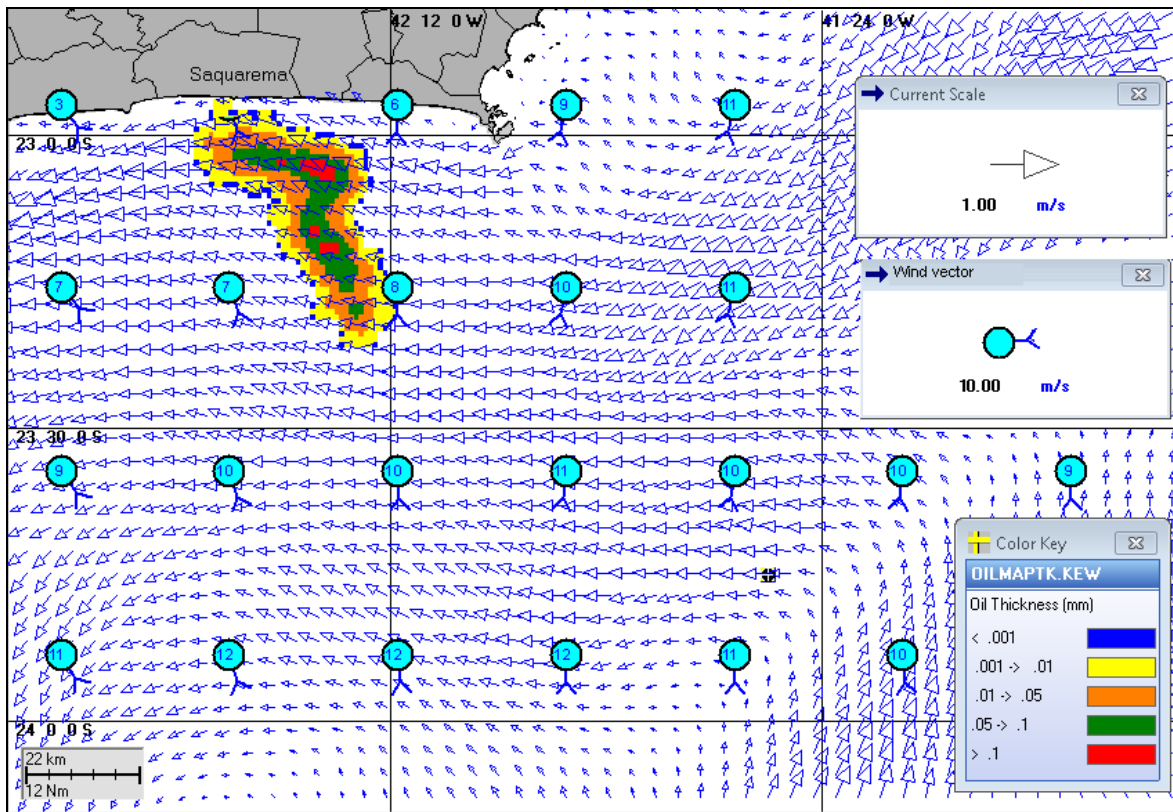 42 12 0 W
41 24 0 W
Saquarema
3
6
9
11
23 0 0 S
Current Scale
1.00 m/s
7
7
8
10
11
Wind vector
10.00 m/s
23 30 0 S
9
10
10
11
10
10
9
Color Key
OILMAPTK.KEW
Oil Thickness (mm)
< .001
.001 -> .01
.01 -> .05
.05 -> .1
> .1
11
12
12
12
11
10
24 0 0 S
22 km
12 Nm